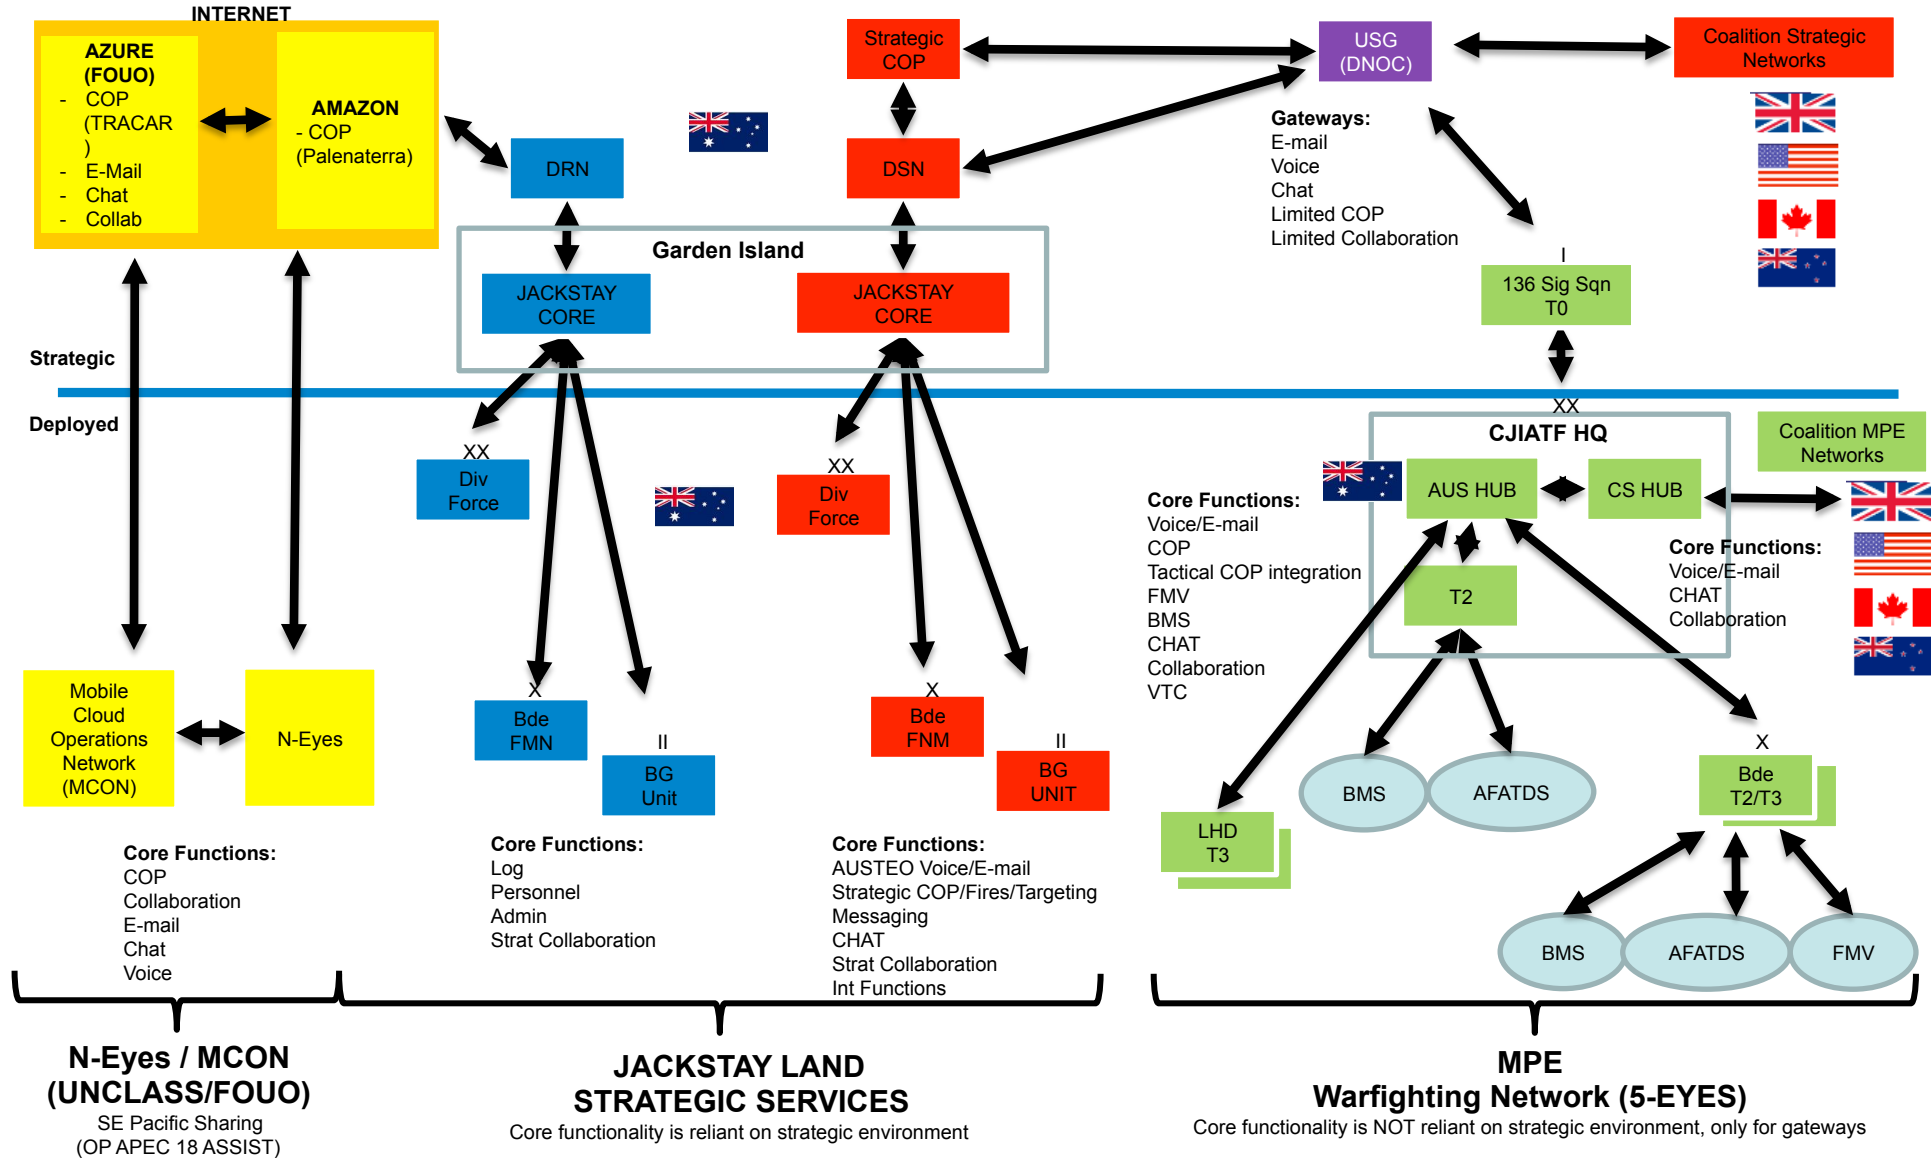 INTERNET
AZURE
(FOUO)
- COP
(TRACAR
)
- E-Mail
- Chat
- Collab
AMAZON
- COP
(Palenaterra)
DRN
Strategic
COP
DSN
USG
(DNOC)
Coalition Strategic
Networks
Gateways:
E-mail
Voice
Chat
Limited COP
Limited Collaboration
Garden Island
JACKSTAY
CORE
JACKSTAY
CORE
I
136 Sig Sqn
T0
Strategic
Deployed
XX
Div
Force
XX
Div
Force
XX
CJIATF HQ
AUS HUB
CS HUB
T2
Coalition MPE
Networks
Core Functions:
Voice/E-mail
COP
Tactical COP integration
FMV
BMS
CHAT
Collaboration
VTC
Core Functions:
Voice/E-mail
CHAT
Collaboration
Mobile
Cloud
Operations
Network
(MCON)
N-Eyes
X
Bde
FMN
II
BG
Unit
X
Bde
FNM
II
BG
UNIT
BMS
AFATDS
X
Bde
T2/T3
LHD
T3
BMS
AFATDS
FMV
Core Functions:
COP
Collaboration
E-mail
Chat
Voice
Core Functions:
Log
Personnel
Admin
Strat Collaboration
Core Functions:
AUSTEO Voice/E-mail
Strategic COP/Fires/Targeting
Messaging
CHAT
Strat Collaboration
Int Functions
N-Eyes / MCON
(UNCLASS/FOUO)
SE Pacific Sharing
(OP APEC 18 ASSIST)
JACKSTAY LAND
STRATEGIC SERVICES
Core functionality is reliant on strategic environment
MPE
Warfighting Network (5-EYES)
Core functionality is NOT reliant on strategic environment, only for gateways